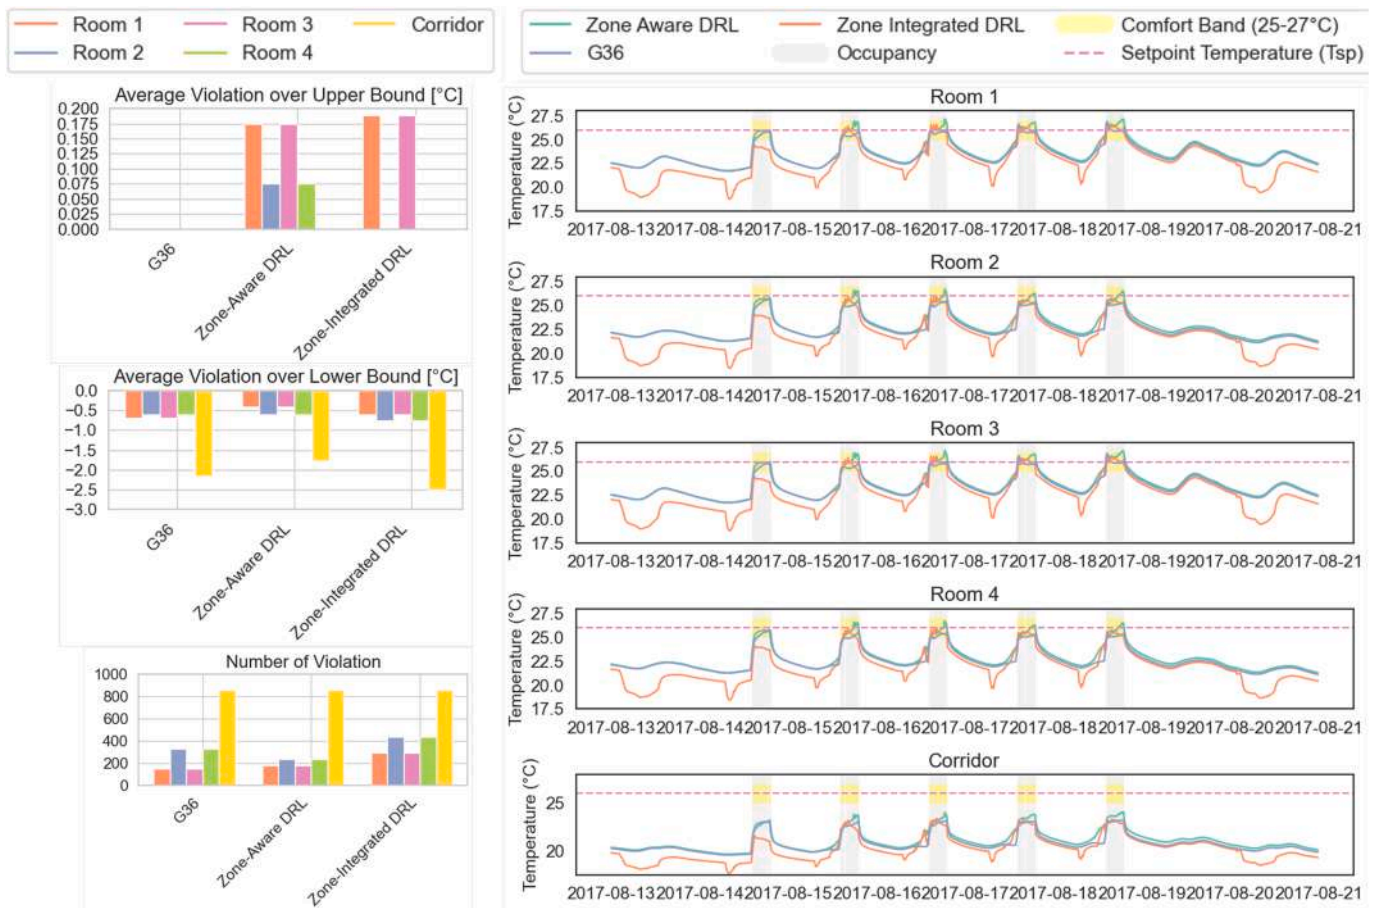 Room 1 Room 3 Corridor
Room 2 Room 4
Zone Aware DRL Zone Integrated DRL Comfort Band (25-27°C)
G36 Occupancy Setpoint Temperature (Tsp)
Average Violation over Upper Bound [°C]
0.200
0.175
0.150
0.125
0.100
0.075
0.050
0.025
0.000
G36
Zone-Aware DRL
Zone-Integrated DRL
Average Violation over Lower Bound [°C]
0.0
−0.5
−1.0
−1.5
−2.0
−2.5
−3.0
G36
Zone-Aware DRL
Zone-Integrated DRL
Number of Violation
1000
800
600
400
200
0
G36
Zone-Aware DRL
Zone-Integrated DRL
Room 1
Temperature (°C)
27.5
25.0
22.5
20.0
17.5
2017-08-13 2017-08-14 2017-08-15 2017-08-16 2017-08-17 2017-08-18 2017-08-19 2017-08-20 2017-08-21
Room 2
Temperature (°C)
27.5
25.0
22.5
20.0
17.5
2017-08-13 2017-08-14 2017-08-15 2017-08-16 2017-08-17 2017-08-18 2017-08-19 2017-08-20 2017-08-21
Room 3
Temperature (°C)
27.5
25.0
22.5
20.0
17.5
2017-08-13 2017-08-14 2017-08-15 2017-08-16 2017-08-17 2017-08-18 2017-08-19 2017-08-20 2017-08-21
Room 4
Temperature (°C)
27.5
25.0
22.5
20.0
17.5
2017-08-13 2017-08-14 2017-08-15 2017-08-16 2017-08-17 2017-08-18 2017-08-19 2017-08-20 2017-08-21
Corridor
Temperature (°C)
25
20
2017-08-13 2017-08-14 2017-08-15 2017-08-16 2017-08-17 2017-08-18 2017-08-19 2017-08-20 2017-08-21